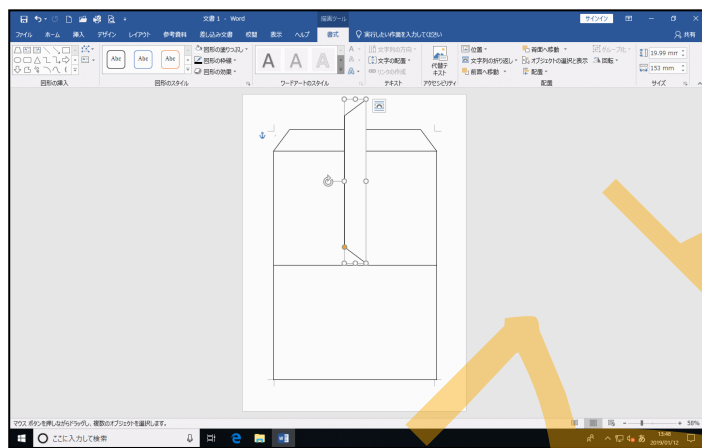 文書 1 - Word
描画ツール
サインイン
ファイル ホーム 挿入 デザイン レイアウト 参考資料 差し込み文書 校閲 表示 ヘルプ 書式 実行したい作業を入力してください 共有
Abc Abc Abc
図形の塗りつぶし
図形の枠線
図形の効果
A A A
文字列の方向
文字の配置
リンクの作成
代替テキスト
位置
文字列の折り返し
前面へ移動
背面へ移動
オブジェクトの選択と表示
配置
グループ化
回転
19.99 mm
153 mm
図形の挿入 図形のスタイル ワードアートのスタイル テキスト アクセシビリティ 配置 サイズ
マウス ボタンを押しながらドラッグし、複数のオブジェクトを選択します。
58%
ここに入力して検索
あ
13:48
2019/01/12